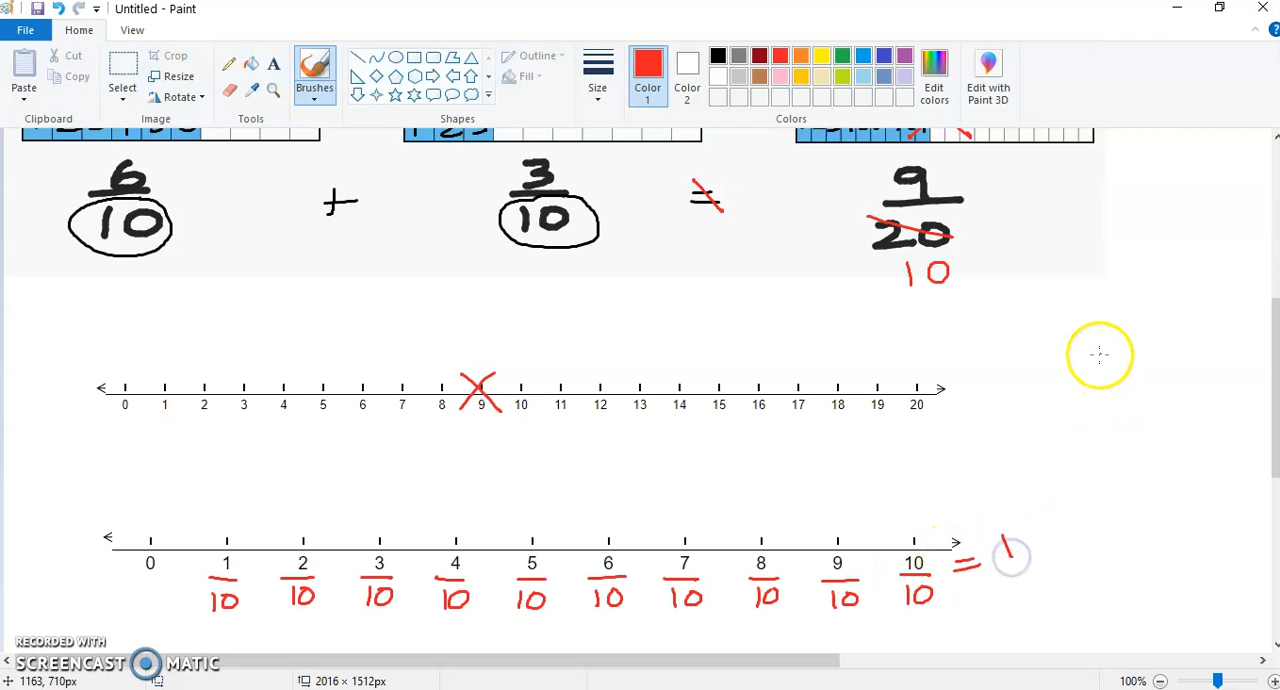 Untitled - Paint
File Home View
Paste Cut Copy
Clipboard
Select Crop Resize Rotate
Image
A
Tools
Brushes
Shapes
Outline Fill
Size
Color 1 Color 2
Edit colors
Colors
Edit with Paint 3D
6/10 + 3/10 = 9/20
10
0 1 2 3 4 5 6 7 8 9 10 11 12 13 14 15 16 17 18 19 20
0 1 2 3 4 5 6 7 8 9 10 =
10 10 10 10 10 10 10 10 10 10
RECORDED WITH
SCREENCAST MATIC
1163, 710px 2016 × 1512px 100%